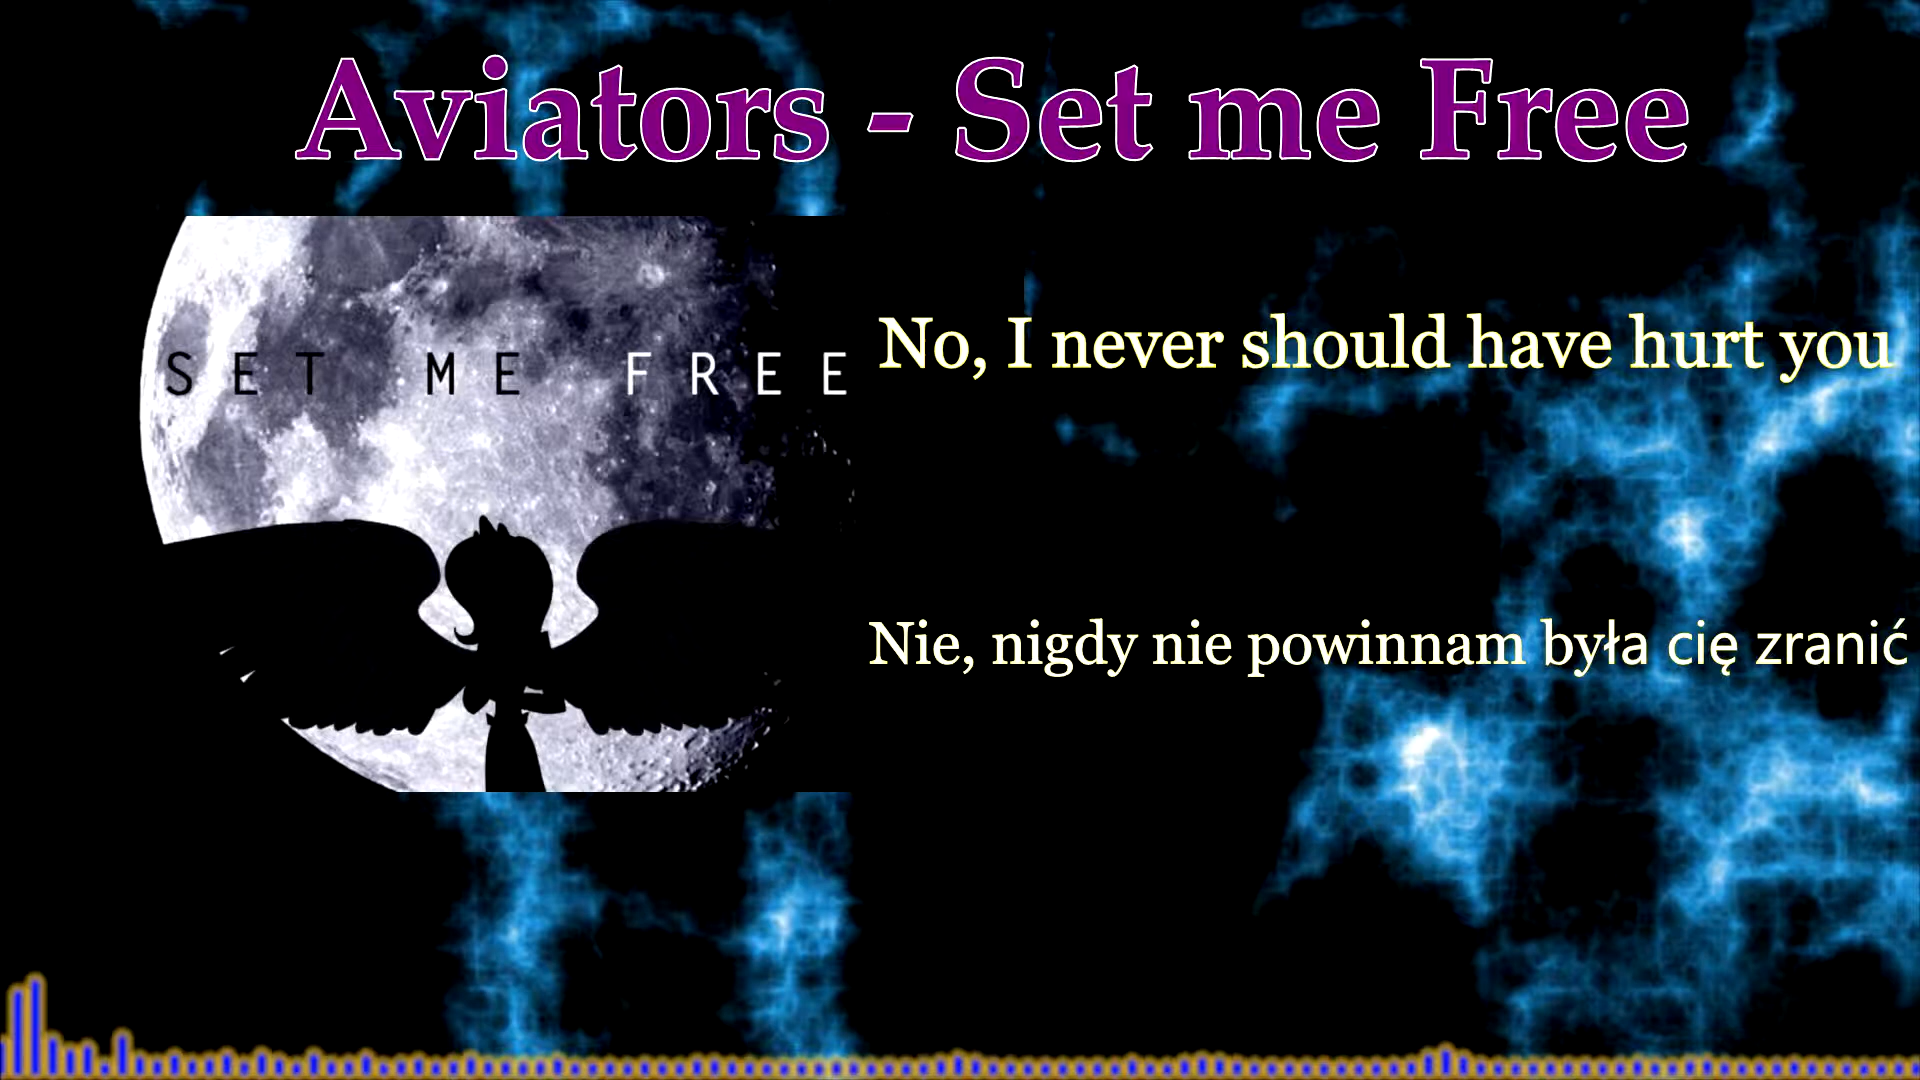 Aviators - Set me Free
SET ME FREE
No, I never should have hurt you
Nie, nigdy nie powinnam była cię zranić